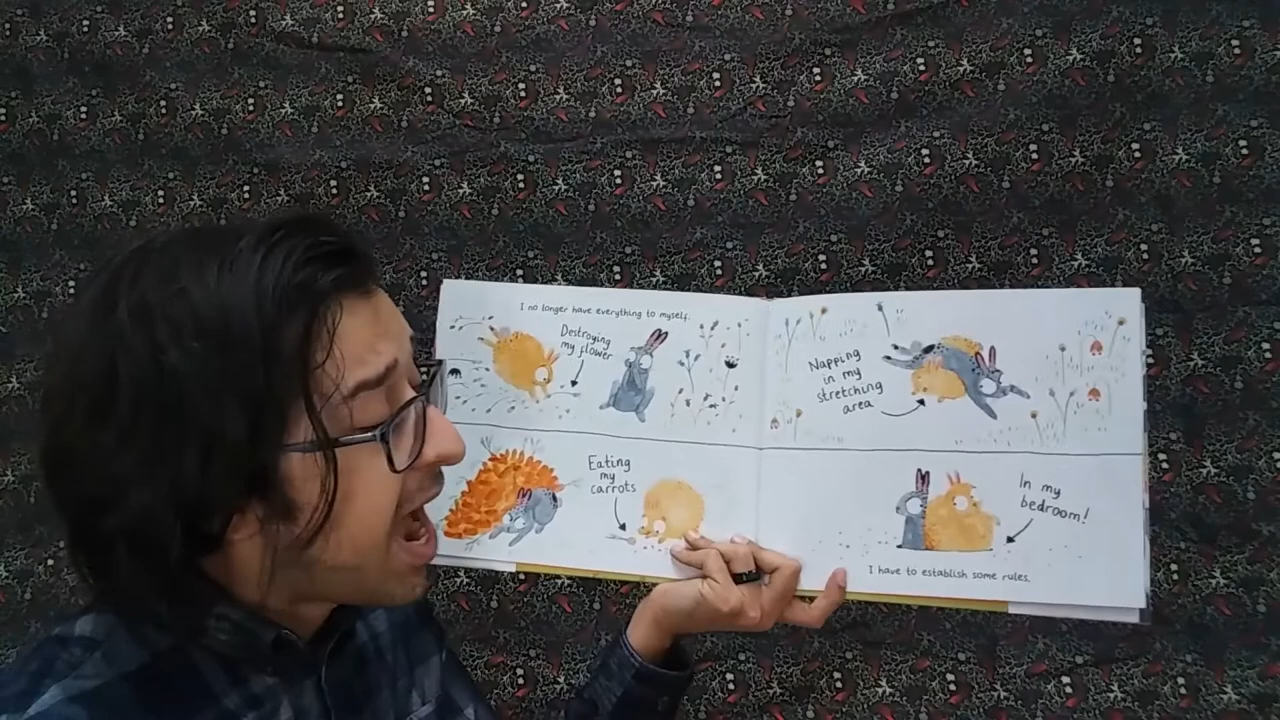 I no longer have everything to myself.
Destroying
my flower
Eating
my
carrots
Napping
in my
stretching
area
In my
bedroom!
I have to establish some rules.